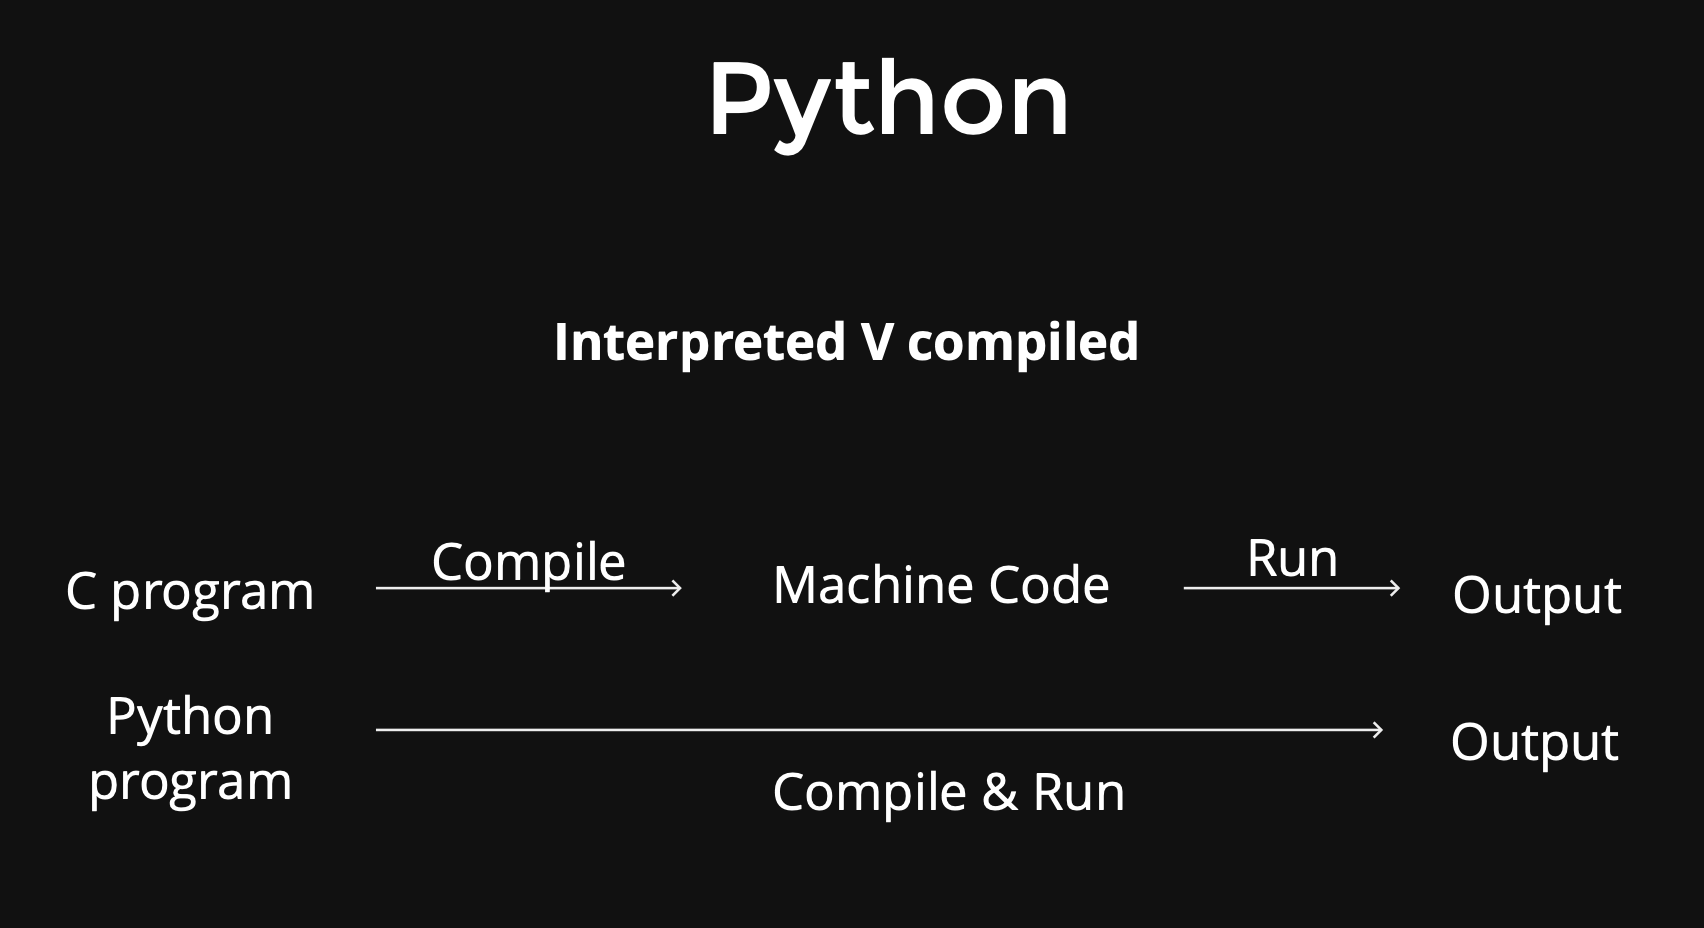 Python
Interpreted V compiled
C program
Compile
Machine Code
Run
Output
Python
program
Compile & Run
Output